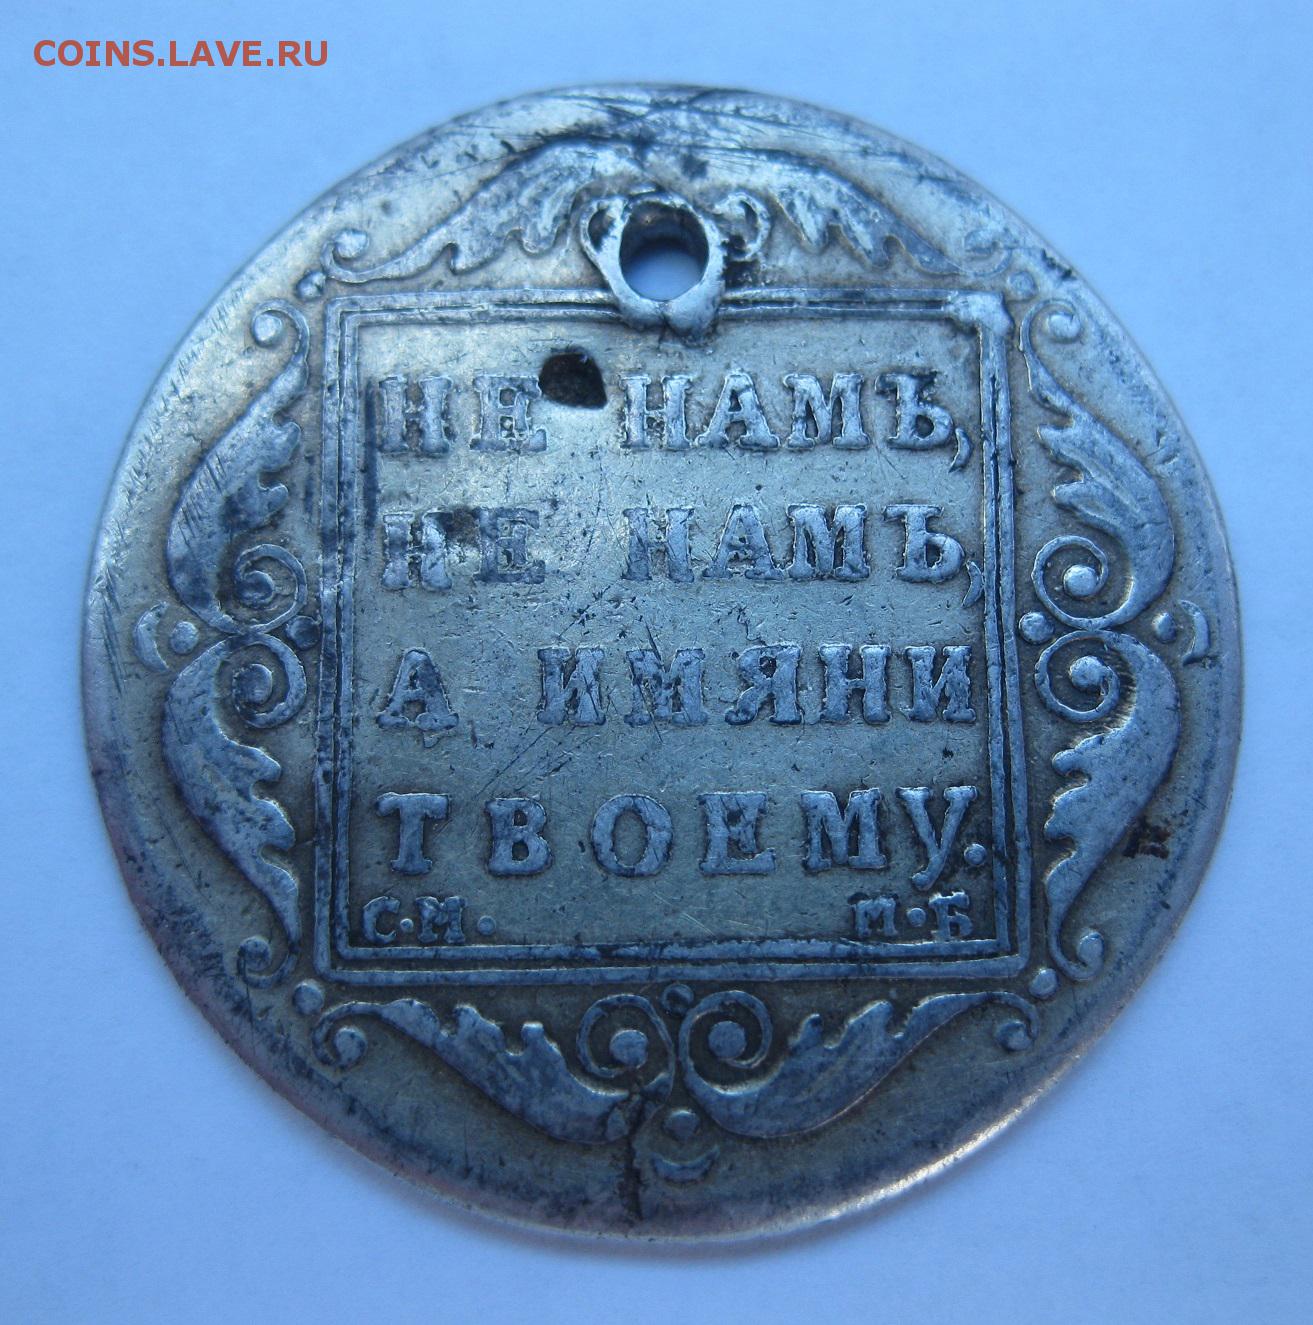 COINS.LAVE.RU
НЕ НАМЪ,
НЕ НАМЪ,
А ИМЯНИ
ТВОЕМУ.
С.М. М.Б